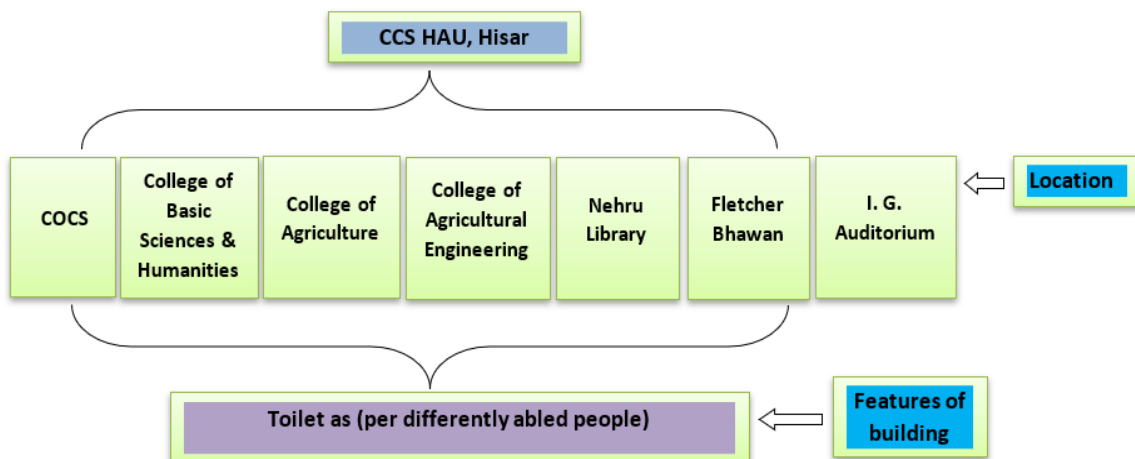 CCS HAU, Hisar
COCS
College of
Basic
Sciences &
Humanities
College of
Agriculture
College of
Agricultural
Engineering
Nehru
Library
Fletcher
Bhawan
I. G.
Auditorium
Location
Toilet as (per differently abled people)
Features of
building